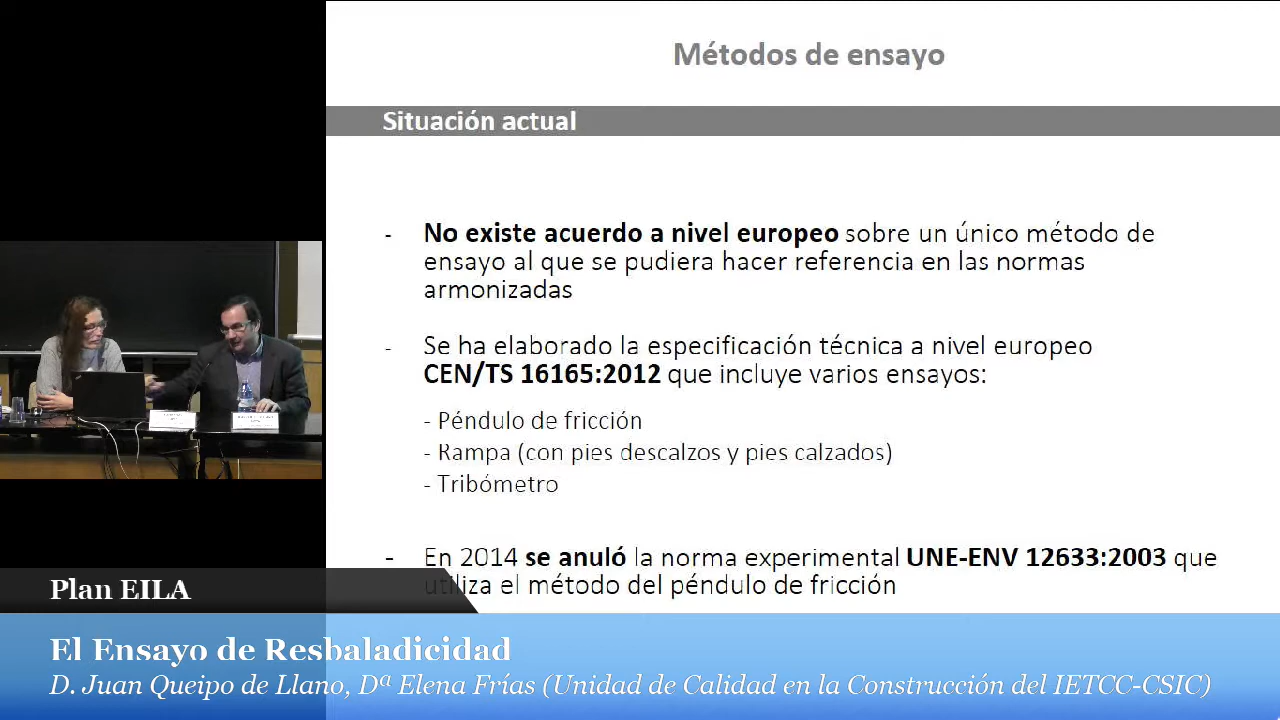 Métodos de ensayo
Situación actual
- No existe acuerdo a nivel europeo sobre un único método de
ensayo al que se pudiera hacer referencia en las normas
armonizadas
- Se ha elaborado la especificación técnica a nivel europeo
CEN/TS 16165:2012 que incluye varios ensayos:
- Péndulo de fricción
- Rampa (con pies descalzos y pies calzados)
- Tribómetro
- En 2014 se anuló la norma experimental UNE-ENV 12633:2003 que
utiliza el método del péndulo de fricción
Plan EILA
El Ensayo de Resbaladicidad
D. Juan Queipo de Llano, Dª Elena Frías (Unidad de Calidad en la Construcción del IETCC-CSIC)